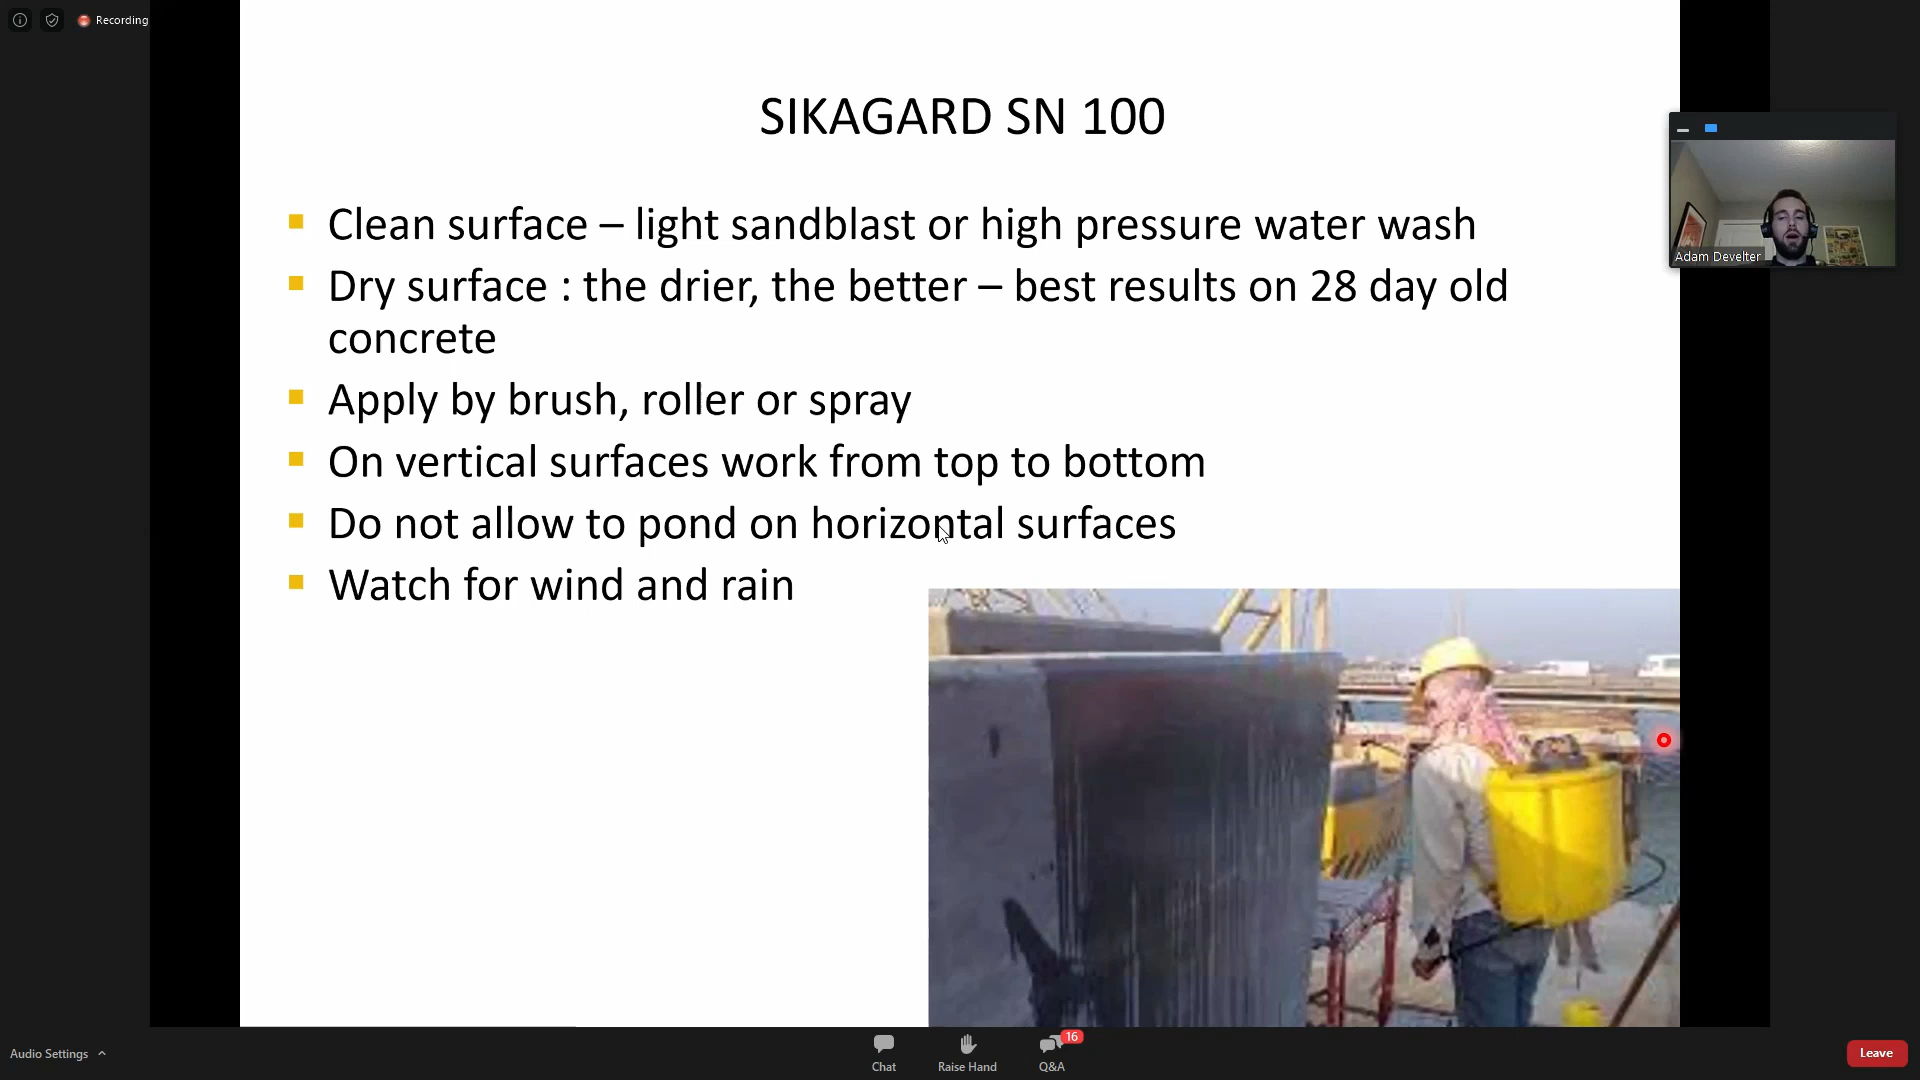 Recording
SIKAGARD SN 100
Clean surface – light sandblast or high pressure water wash
Dry surface : the drier, the better – best results on 28 day old
concrete
Apply by brush, roller or spray
On vertical surfaces work from top to bottom
Do not allow to pond on horizontal surfaces
Watch for wind and rain
Adam Develter
Audio Settings
Chat
Raise Hand
Q&A
16
Leave